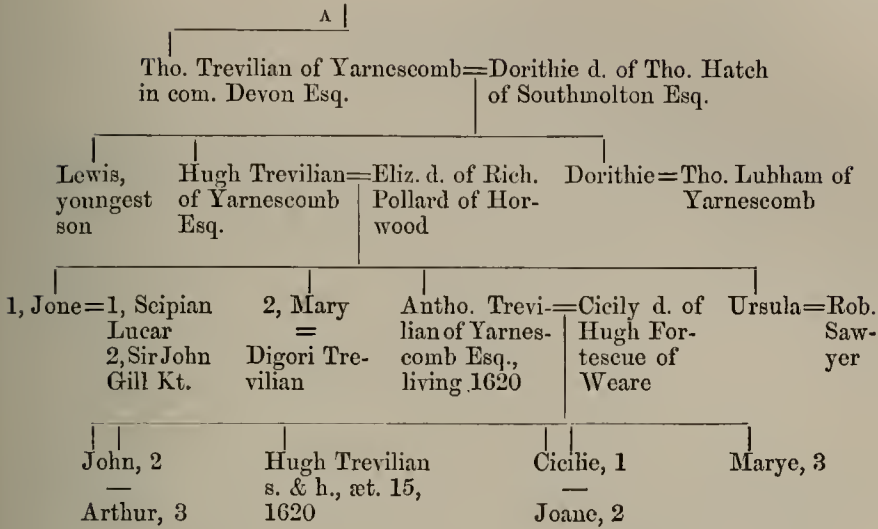 A
Tho. Trevilian of Yarnescomb=Dorithie d. of Tho. Hatch
in com. Devon Esq. of Southmolton Esq.
Lewis, youngest son
Hugh Trevilian= of Yarnescomb Esq.
Eliz. d. of Rich. Pollard of Hor-
wood
Dorithie=Tho. Lubham of
Yarnescomb
1, Jone=1, Scipian
Lucar
2, Sir John
Gill Kt.
2, Mary
=
Digori Tre-
vilian
Antho. Trevi-=
lian of Yarnes-
comb Esq.,
living 1620
Cicily d. of
Hugh For-
tescue of
Weare
Ursula=Rob.
Saw-
yer
John, 2
—
Arthur, 3
Hugh Trevilian
s. & h., æt. 15,
1620
Cicilie, 1
—
Joane, 2
Marye, 3